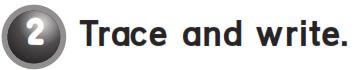 2 Trace and write.